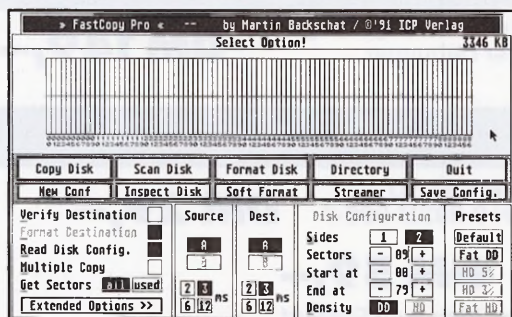 » FastCopy Pro « -- by Martin Backschat / ©'91 ICP Verlag
Select Option! 3346 KB
Copy Disk Scan Disk Format Disk Directory Quit
New Conf Inspect Disk Soft Format Streamer Save Config.
Verify Destination Source Dest. Disk Configuration Presets
Format Destination A A Sides 1 2 Default
Read Disk Config. B B Sectors - 09 + Fat DD
Multiple Copy Start at - 00 + HD 5¼
Get Sectors all used 2 3 ms 2 3 ms End at - 79 + HD 3½
Extended Options >> 6 12 6 12 Density DD HD Fat HD